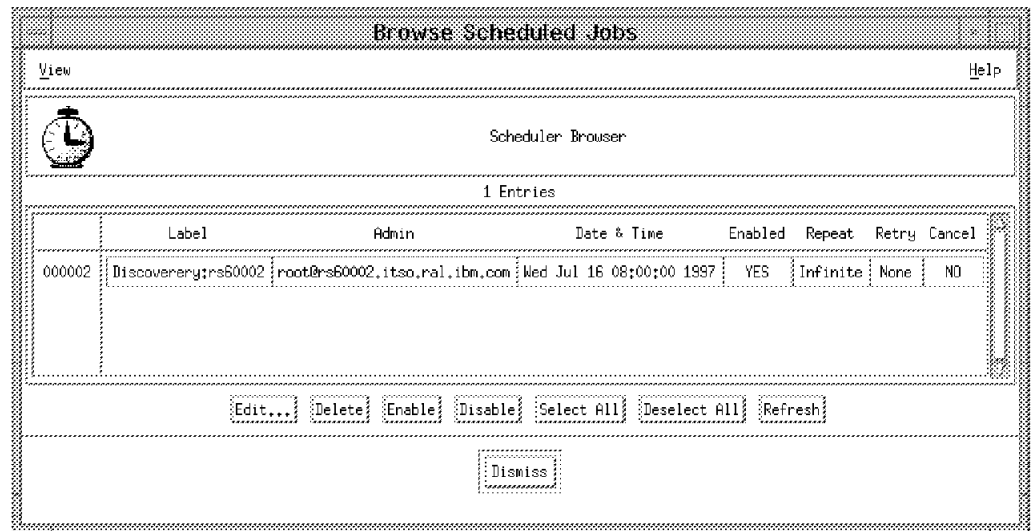 Browse Scheduled Jobs
View Help
Scheduler Browser
1 Entries
Label Admin Date & Time Enabled Repeat Retry Cancel
000002 Discoverery:rs60002 root@rs60002.itso.ral.ibm.com Wed Jul 16 08:00:00 1997 YES Infinite None NO
Edit... Delete Enable Disable Select All Deselect All Refresh
Dismiss